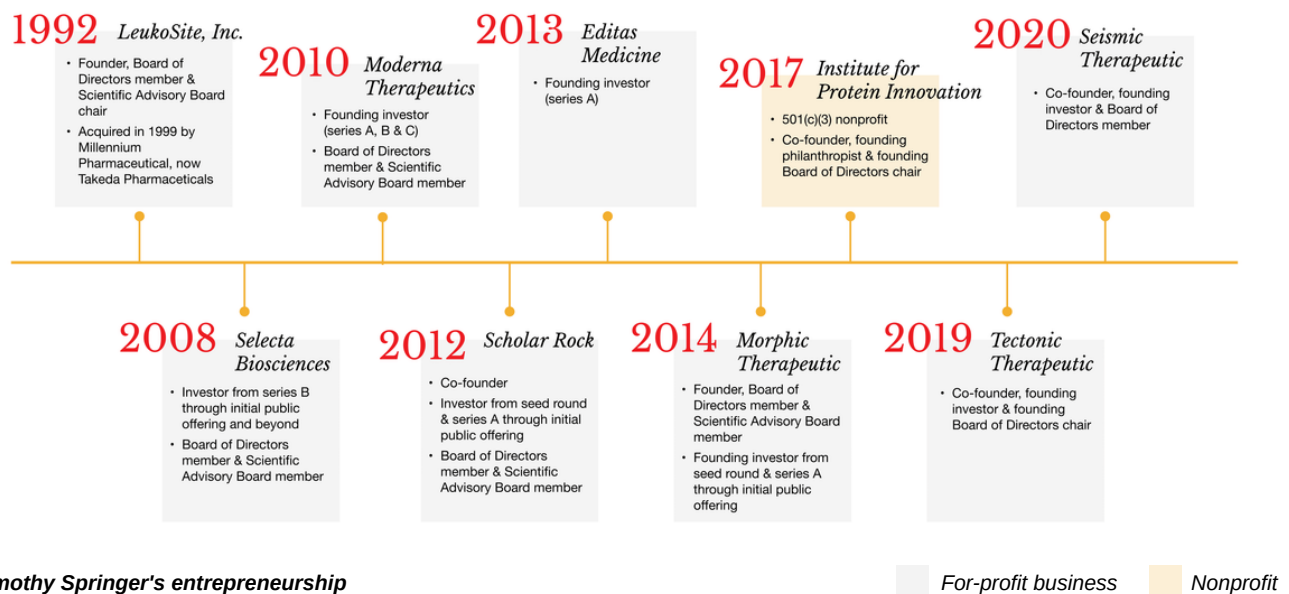 1992 LeukoSite, Inc.
• Founder, Board of
Directors member &
Scientific Advisory Board
chair
• Acquired in 1999 by
Millennium
Pharmaceutical, now
Takeda Pharmaceticals
2010 Moderna
Therapeutics
• Founding investor
(series A, B & C)
• Board of Directors
member & Scientific
Advisory Board member
2013 Editas
Medicine
• Founding investor
(series A)
2017 Institute for
Protein Innovation
• 501(c)(3) nonprofit
• Co-founder, founding
philanthropist & founding
Board of Directors chair
2020 Seismic
Therapeutic
• Co-founder, founding
investor & Board of
Directors member
2008 Selecta
Biosciences
• Investor from series B
through initial public
offering and beyond
• Board of Directors
member & Scientific
Advisory Board member
2012 Scholar Rock
• Co-founder
• Investor from seed round
& series A through initial
public offering
• Board of Directors
member & Scientific
Advisory Board member
2014 Morphic
Therapeutic
• Founder, Board of
Directors member &
Scientific Advisory Board
member
• Founding investor from
seed round & series A
through initial public
offering
2019 Tectonic
Therapeutic
• Co-founder, founding
investor & founding
Board of Directors chair
mothy Springer's entrepreneurship
For-profit business
Nonprofit